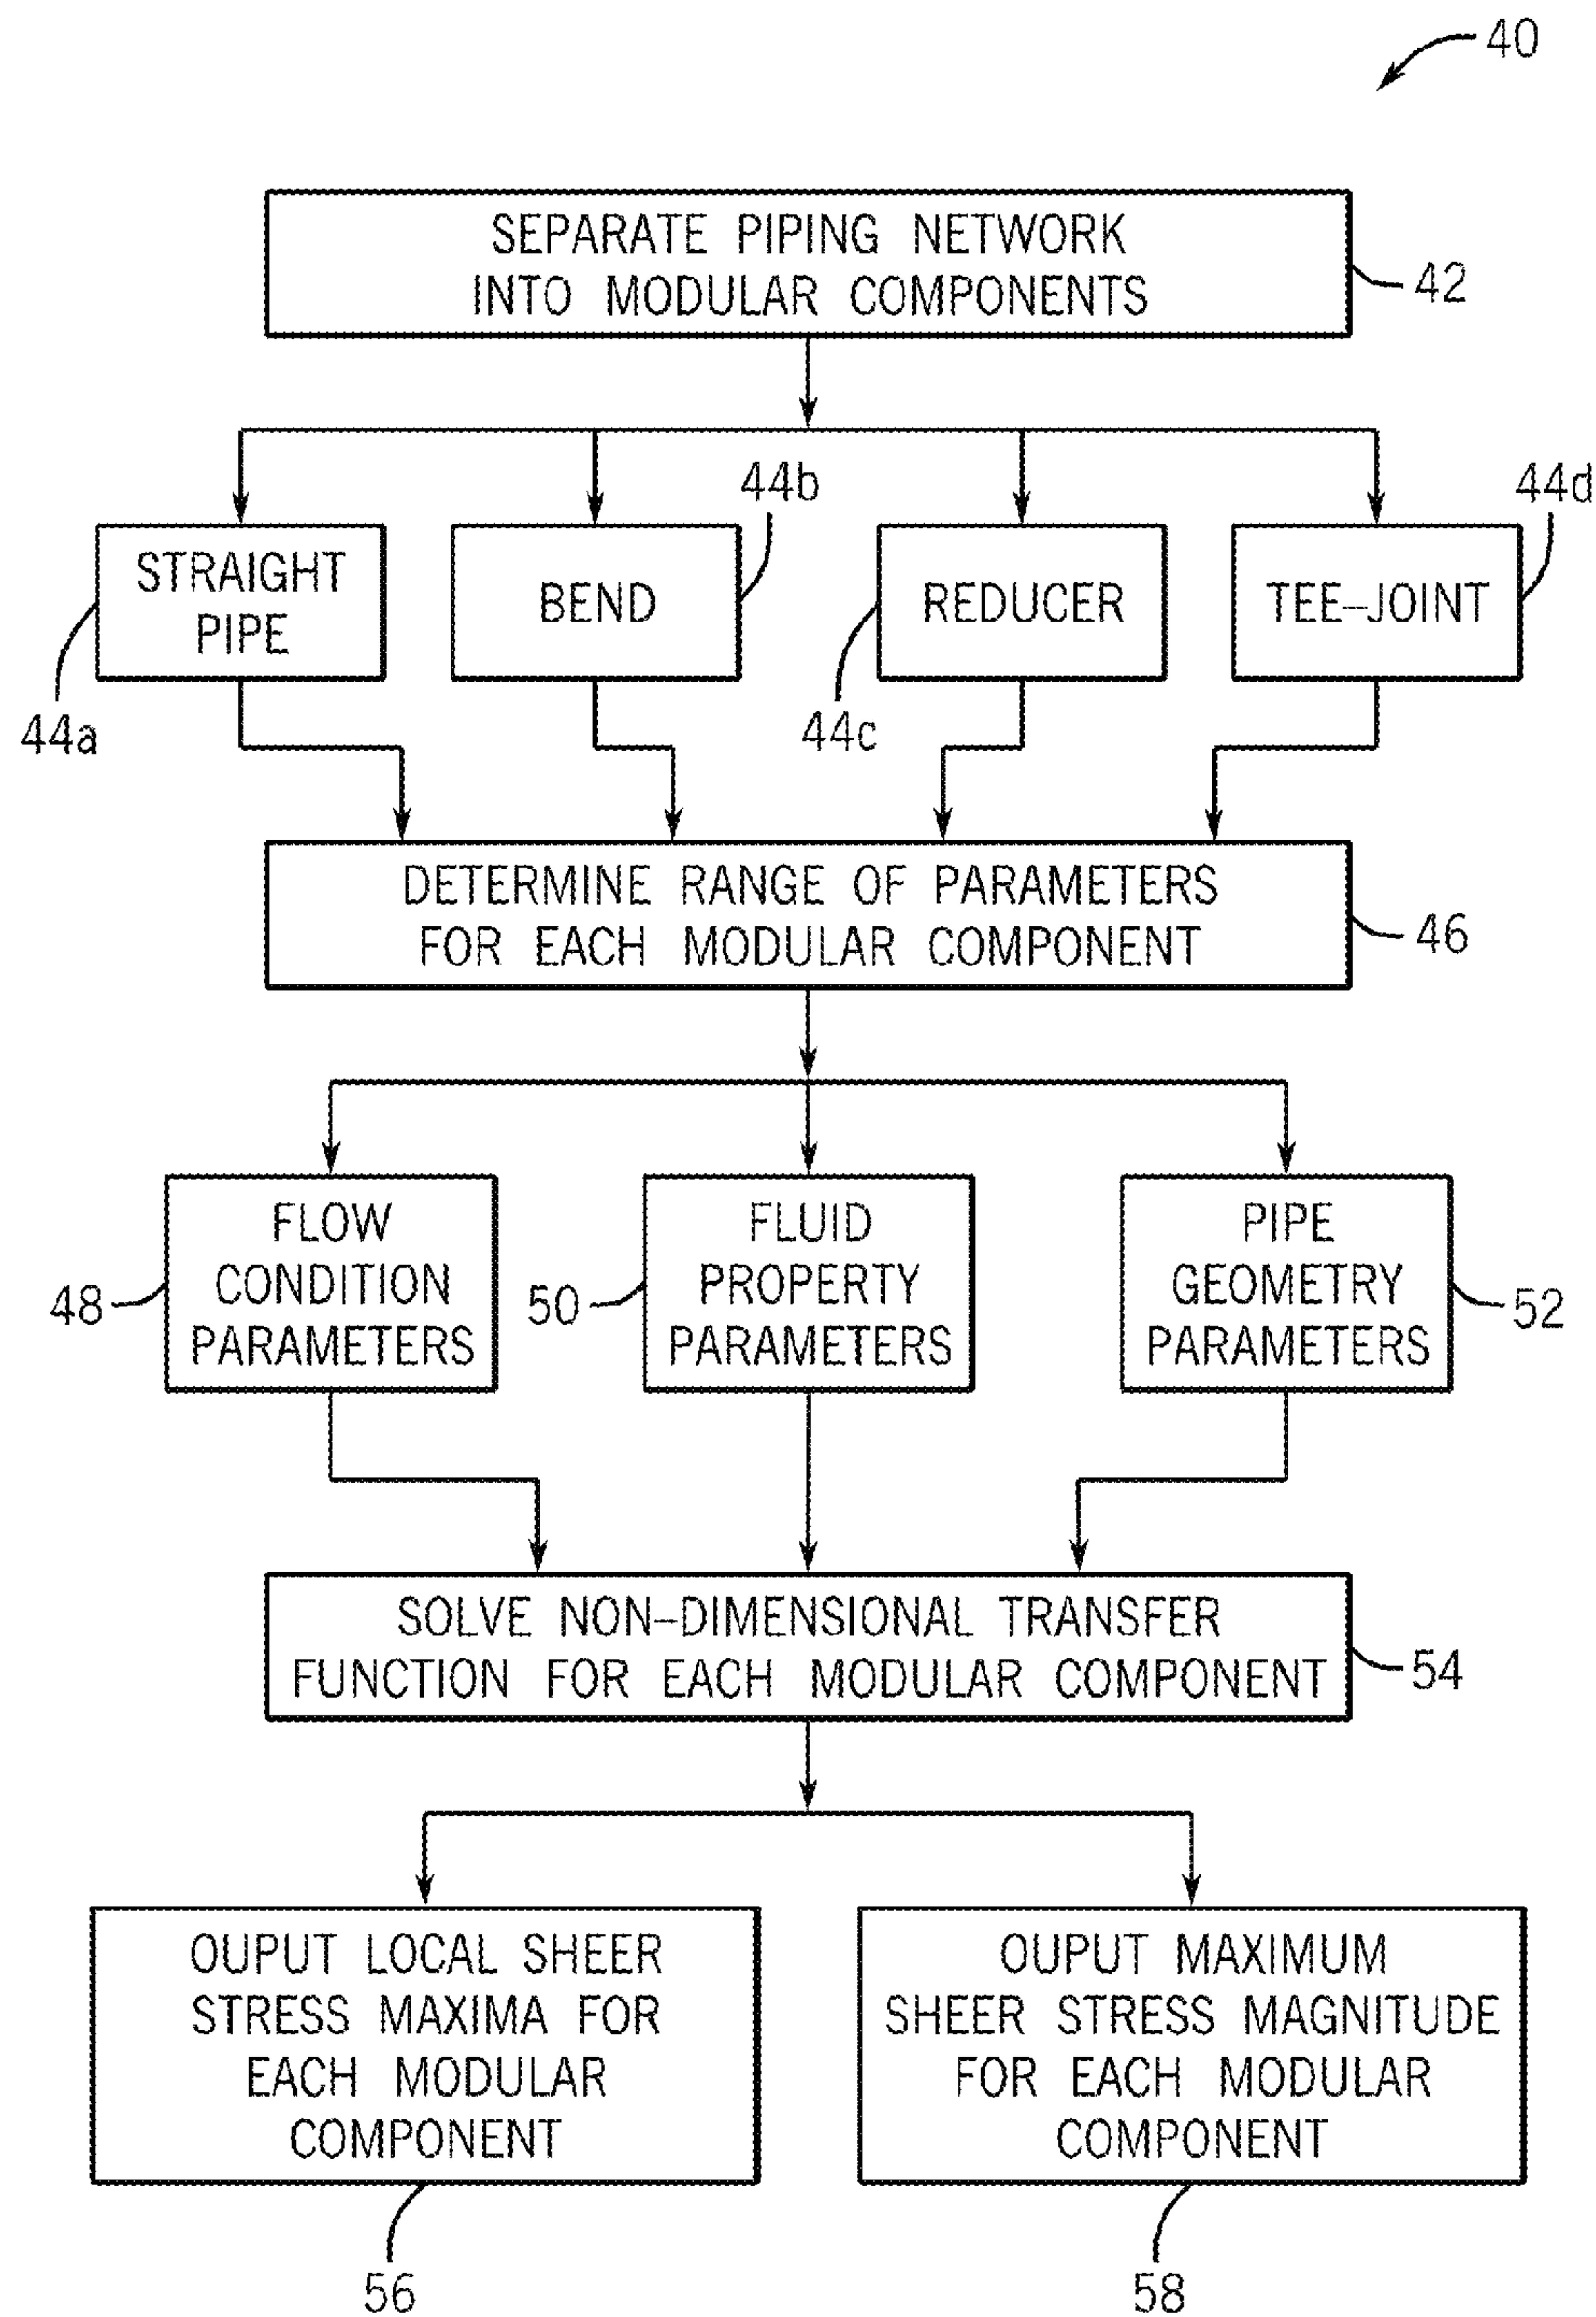 40
SEPARATE PIPING NETWORK
INTO MODULAR COMPONENTS
42
44b
44d
STRAIGHT
PIPE
BEND
REDUCER
TEE–JOINT
44a
44c
DETERMINE RANGE OF PARAMETERS
FOR EACH MODULAR COMPONENT
46
FLOW
CONDITION
PARAMETERS
48
FLUID
PROPERTY
PARAMETERS
50
PIPE
GEOMETRY
PARAMETERS
52
SOLVE NON–DIMENSIONAL TRANSFER
FUNCTION FOR EACH MODULAR COMPONENT
54
OUPUT LOCAL SHEER
STRESS MAXIMA FOR
EACH MODULAR
COMPONENT
56
OUPUT MAXIMUM
SHEER STRESS MAGNITUDE
FOR EACH MODULAR
COMPONENT
58